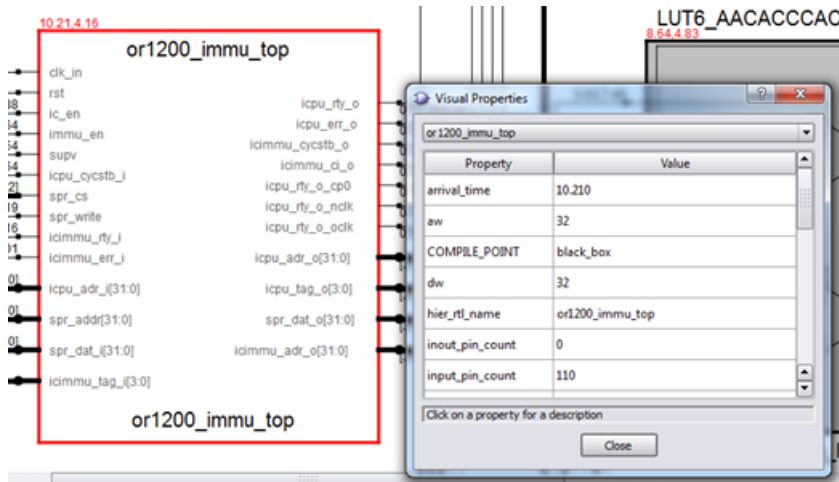 10.21,4.16
or1200_immu_top
clk_in
rst
ic_en
immu_en
supv
icpu_cycstb_i
spr_cs
spr_write
icimmu_rty_i
icimmu_err_i
icpu_adr_i[31:0]
spr_addr[31:0]
spr_dat_i[31:0]
icimmu_tag_i[3:0]
icpu_rty_o
icpu_err_o
icimmu_cycstb_o
icimmu_ci_o
icpu_rty_o_cp0
icpu_rty_o_nclk
icpu_rty_o_oclk
icpu_adr_o[31:0]
icpu_tag_o[3:0]
spr_dat_o[31:0]
icimmu_adr_o[31:0]
or1200_immu_top
LUT6_AACACCCAC
8.64,4.83
Visual Properties
or1200_immu_top
Property Value
arrival_time 10.210
aw 32
COMPILE_POINT black_box
dw 32
hier_rtl_name or1200_immu_top
inout_pin_count 0
input_pin_count 110
Click on a property for a description
Close